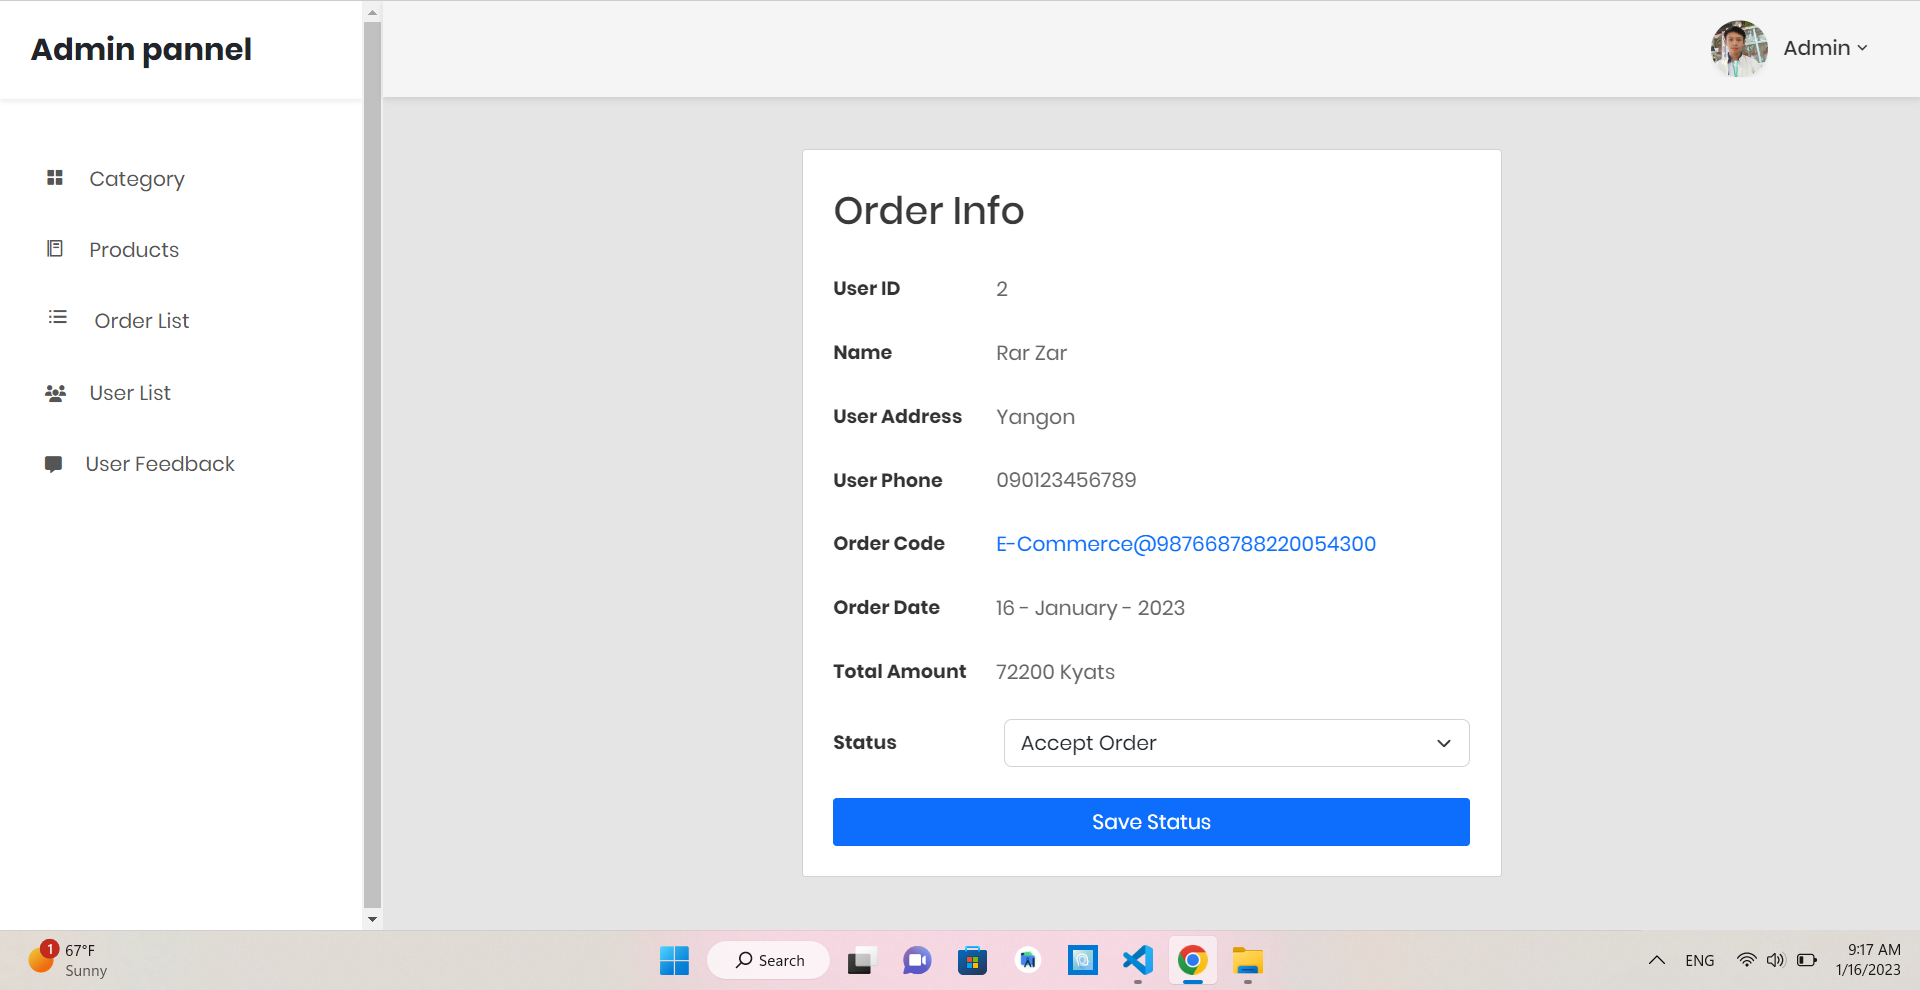 Admin pannel
Admin
Category
Products
Order List
User List
User Feedback
Order Info
User ID 2
Name Rar Zar
User Address Yangon
User Phone 090123456789
Order Code E-Commerce@987668788220054300
Order Date 16 - January - 2023
Total Amount 72200 Kyats
Status Accept Order
Save Status
1
67°F
Sunny
Search
ENG
9:17 AM
1/16/2023